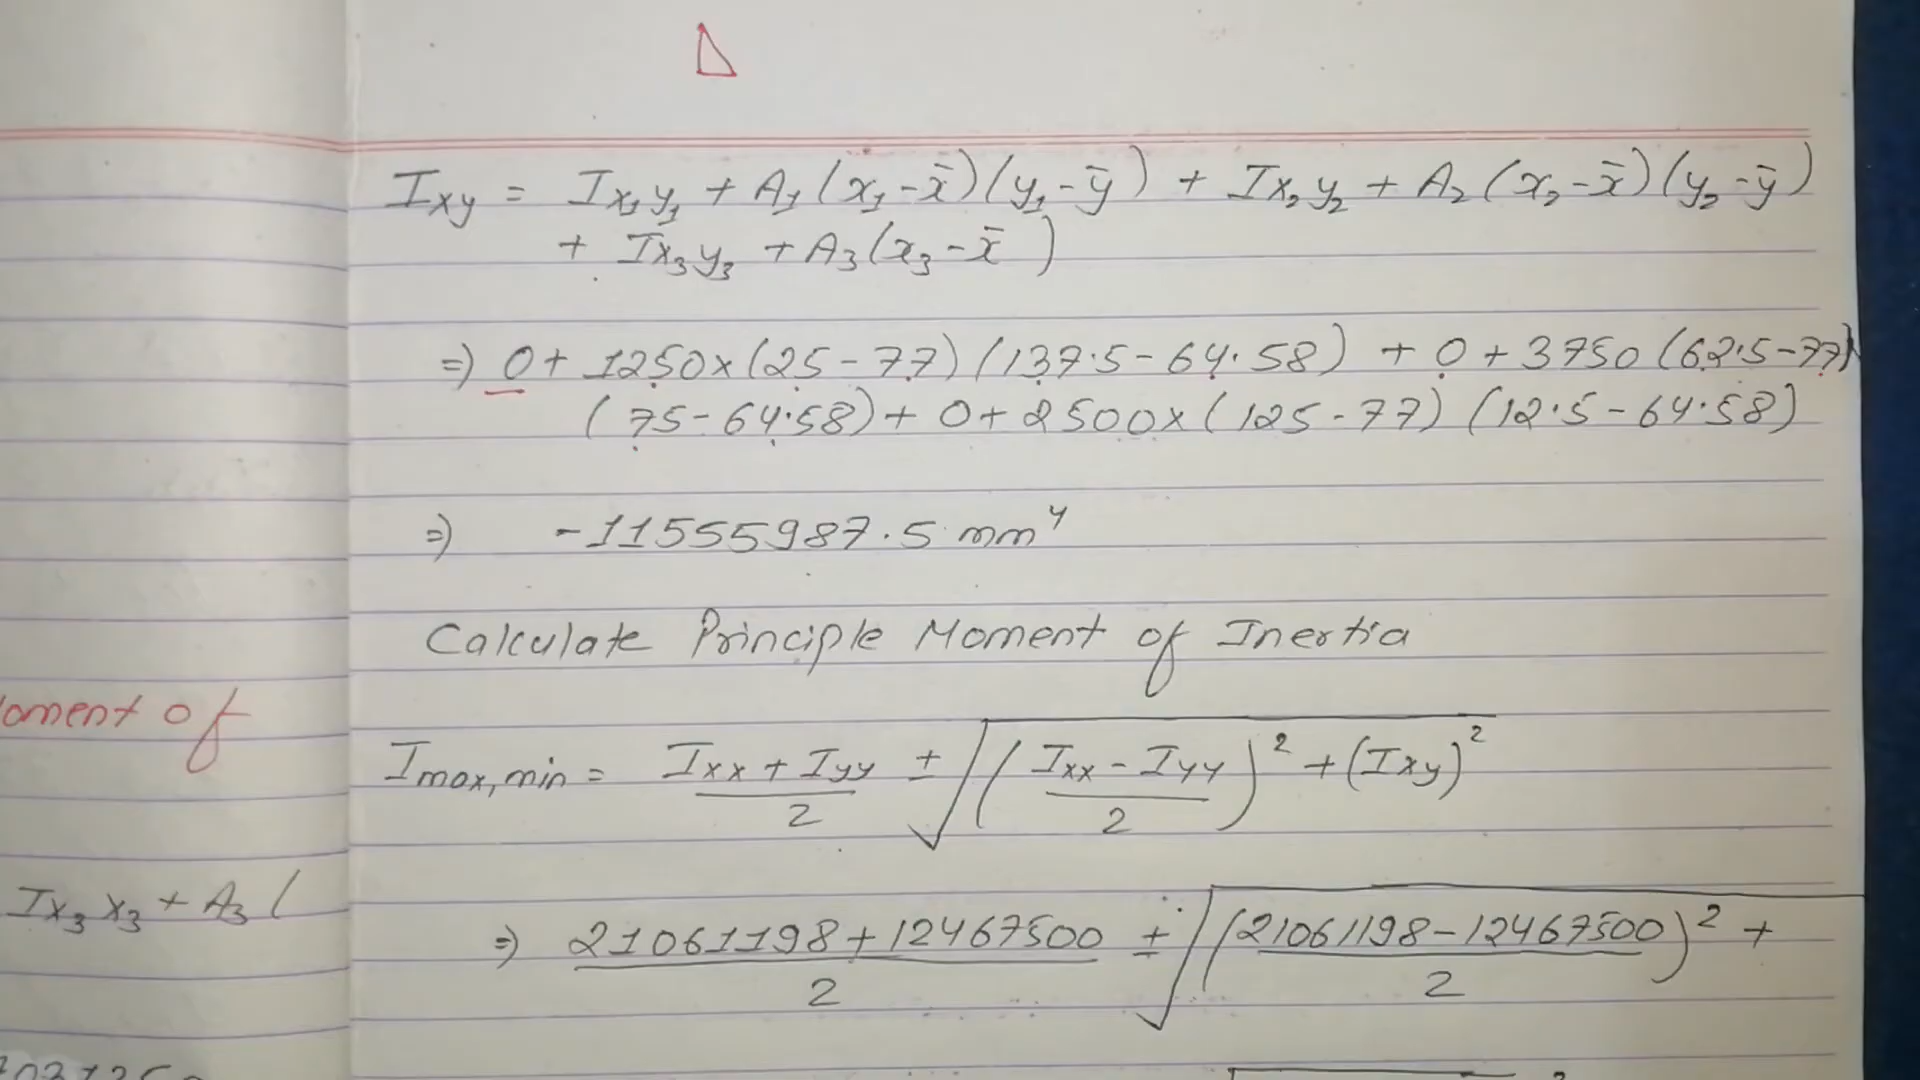 Ixy = Ix₁y₁ + A₁(x₁-x̄)(y₁-ȳ) + Ix₂y₂ + A₂(x₂-x̄)(y₂-ȳ)
+ Ix₃y₃ + A₃(x₃-x̄ )
⇒ 0+ 1250×(25-77)(137.5-64.58) + 0+3750(62.5-77)
(75-64.58)+ 0+2500×(125-77)(12.5-64.58)
⇒ -11555987.5 mm⁴
Calculate Principle Moment of Inertia
oment of
Imax,min = Ixx + Iyy / 2 ± √((Ixx - Iyy / 2)² + (Ixy)²
Ix₃x₃ + A₃(
⇒ 21061198+12467500 / 2 ± √(21061198-12467500 / 2)² +